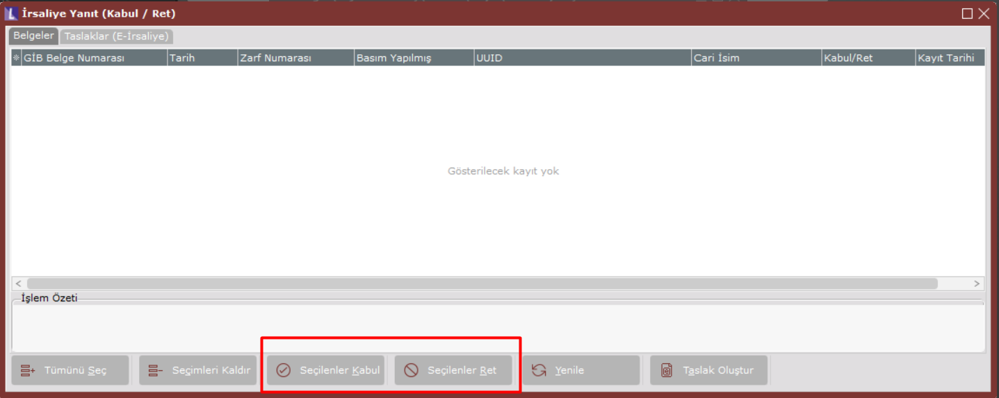 İrsaliye Yanıt (Kabul / Ret)
Belgeler Taslaklar (E-İrsaliye)
GİB Belge Numarası Tarih Zarf Numarası Basım Yapılmış UUID Cari İsim Kabul/Ret Kayıt Tarihi
Gösterilecek kayıt yok
İşlem Özeti
Tümünü Seç Seçimleri Kaldır Seçilenler Kabul Seçilenler Ret Yenile Taslak Oluştur